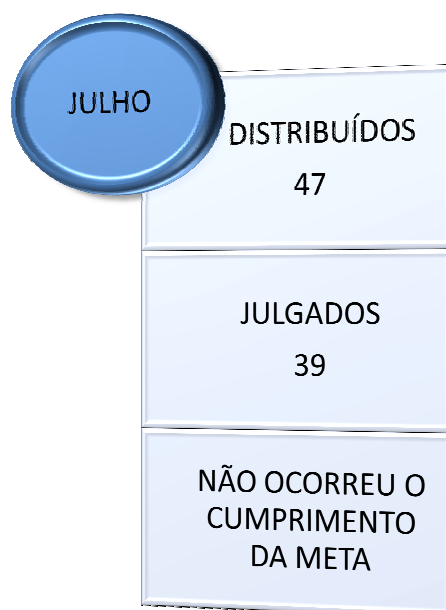 JULHO
DISTRIBUÍDOS
47
JULGADOS
39
NÃO OCORREU O
CUMPRIMENTO
DA META